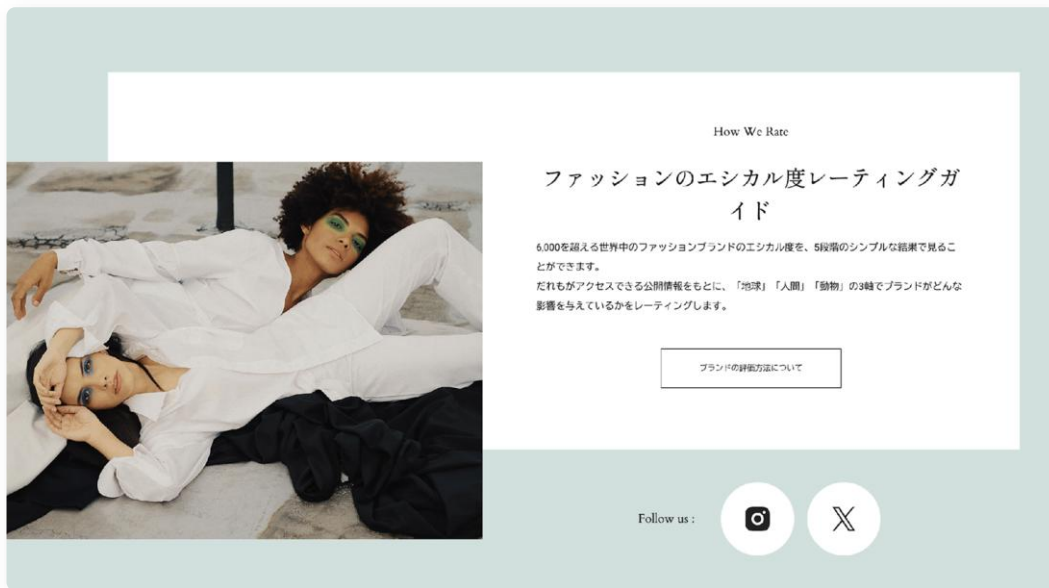 How We Rate
ファッションのエシカル度レーティングガ
イド
6,000を超える世界中のファッションブランドのエシカル度を、5段階のシンプルな結果で見るこ
とができます。
だれもがアクセスできる公開情報をもとに、「地球」「人間」「動物」の3軸でブランドがどんな
影響を与えているかをレーティングします。
ブランドの評価方法について
Follow us :